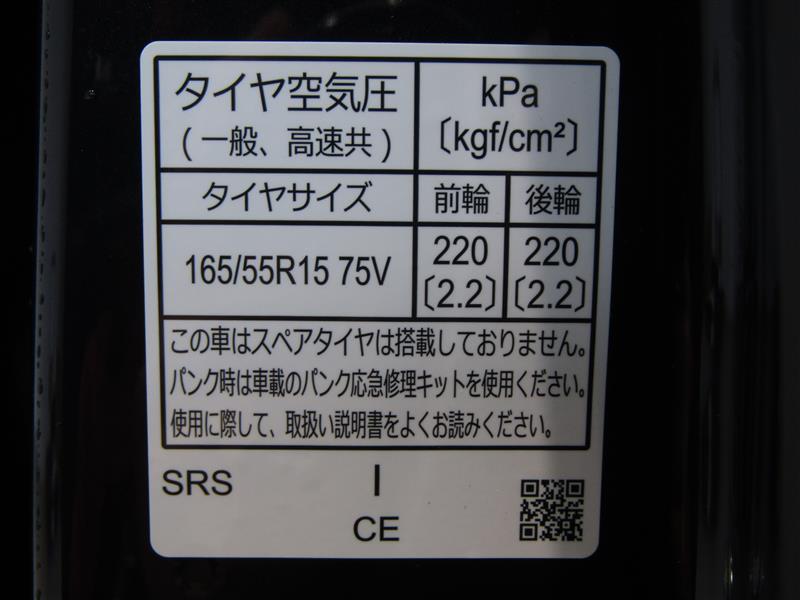 タイヤ空気圧 kPa
(一般、高速共) 〔kgf/cm²〕
タイヤサイズ 前輪 後輪
165/55R15 75V 220 220
〔2.2〕 〔2.2〕
この車はスペアタイヤは搭載しておりません。
パンク時は車載のパンク応急修理キットを使用ください。
使用に際して、取扱い説明書をよくお読みください。
SRS I
CE